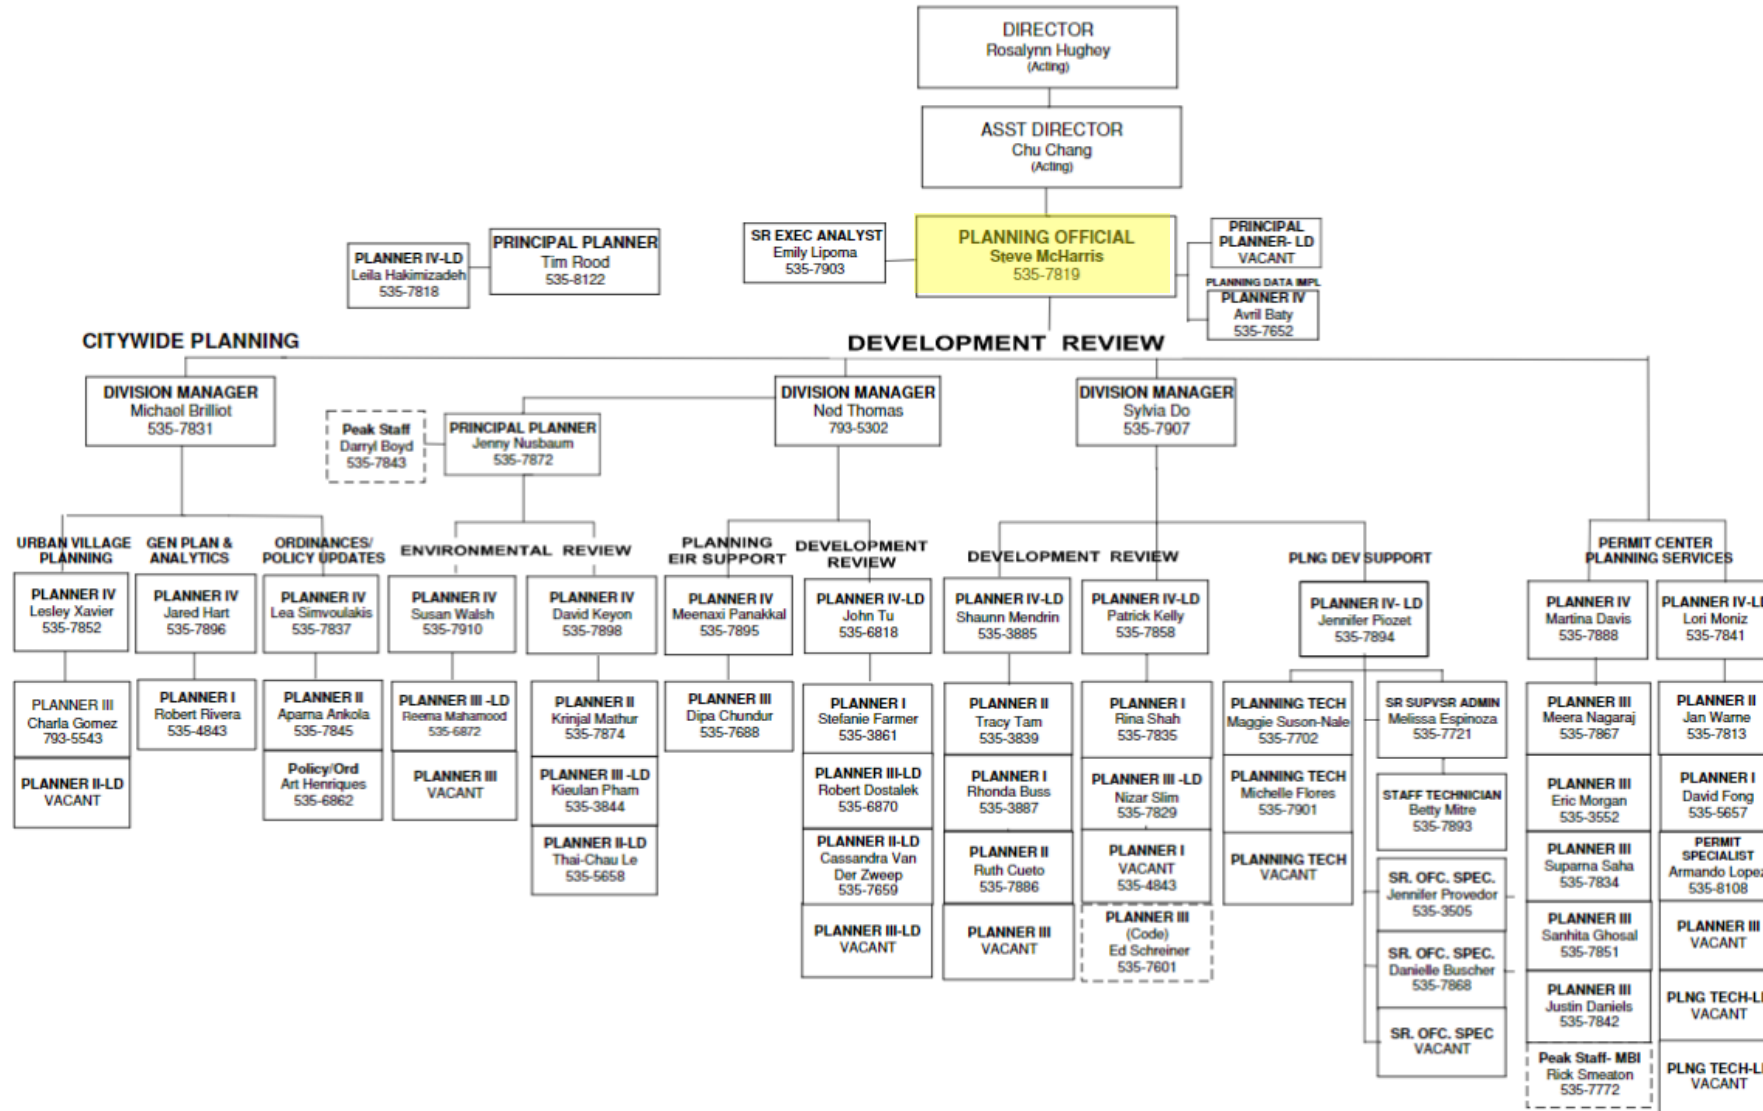 DIRECTOR
Rosalynn Hughey
(Acting)
ASST DIRECTOR
Chu Chang
(Acting)
PLANNER IV-LD
Leila Hakimizadeh
535-7818
PRINCIPAL PLANNER
Tim Rood
535-8122
SR EXEC ANALYST
Emily Lipoma
535-7903
PLANNING OFFICIAL
Steve McHarris
535-7819
PRINCIPAL
PLANNER- LD
VACANT
PLANNING DATA IMPL
PLANNER IV
Avril Baty
535-7652
CITYWIDE PLANNING
DEVELOPMENT REVIEW
DIVISION MANAGER
Michael Brilliot
535-7831
Peak Staff
Darryl Boyd
535-7843
PRINCIPAL PLANNER
Jenny Nusbaum
535-7872
DIVISION MANAGER
Ned Thomas
793-5302
DIVISION MANAGER
Sylvia Do
535-7907
URBAN VILLAGE
PLANNING
GEN PLAN &
ANALYTICS
ORDINANCES/
POLICY UPDATES
ENVIRONMENTAL REVIEW
PLANNING
EIR SUPPORT
DEVELOPMENT
REVIEW
DEVELOPMENT REVIEW
PLNG DEV SUPPORT
PERMIT CENTER
PLANNING SERVICES
PLANNER IV
Lesley Xavier
535-7852
PLANNER IV
Jared Hart
535-7896
PLANNER IV
Lea Simvoulakis
535-7837
PLANNER IV
Susan Walsh
535-7910
PLANNER IV
David Keyon
535-7898
PLANNER IV
Meenaxi Panakkal
535-7895
PLANNER IV-LD
John Tu
535-6818
PLANNER IV-LD
Shaunn Mendrin
535-3885
PLANNER IV-LD
Patrick Kelly
535-7858
PLANNER IV- LD
Jennifer Piozet
535-7894
PLANNER IV
Martina Davis
535-7888
PLANNER IV-LD
Lori Moniz
535-7841
PLANNER III
Charla Gomez
793-5543
PLANNER II-LD
VACANT
PLANNER I
Robert Rivera
535-4843
PLANNER II
Aparna Ankola
535-7845
Policy/Ord
Art Henriques
535-6862
PLANNER III -LD
Reema Mahamood
535-6872
PLANNER III
VACANT
PLANNER II
Krinjal Mathur
535-7874
PLANNER III -LD
Kieulan Pham
535-3844
PLANNER II-LD
Thai-Chau Le
535-5658
PLANNER III
Dipa Chundur
535-7688
PLANNER I
Stefanie Farmer
535-3861
PLANNER III-LD
Robert Dostalek
535-6870
PLANNER II-LD
Cassandra Van
Der Zweep
535-7659
PLANNER III-LD
VACANT
PLANNER II
Tracy Tam
535-3839
PLANNER I
Rhonda Buss
535-3887
PLANNER II
Ruth Cueto
535-7886
PLANNER III
VACANT
PLANNER I
Rina Shah
535-7835
PLANNER III -LD
Nizar Slim
535-7829
PLANNER I
VACANT
535-4843
PLANNER III
(Code)
Ed Schreiner
535-7601
PLANNING TECH
Maggie Suson-Nale
535-7702
PLANNING TECH
Michelle Flores
535-7901
PLANNING TECH
VACANT
SR SUPVSR ADMIN
Melissa Espinoza
535-7721
STAFF TECHNICIAN
Betty Mitre
535-7893
SR. OFC. SPEC.
Jennifer Provedor
535-3505
SR. OFC. SPEC.
Danielle Buscher
535-7868
SR. OFC. SPEC
VACANT
PLANNER III
Meera Nagaraj
535-7867
PLANNER III
Eric Morgan
535-3552
PLANNER III
Suparna Saha
535-7834
PLANNER III
Sanhita Ghosal
535-7851
PLANNER III
Justin Daniels
535-7842
Peak Staff- MBI
Rick Smeaton
535-7772
PLANNER II
Jan Warne
535-7813
PLANNER I
David Fong
535-5657
PERMIT
SPECIALIST
Armando Lopez
535-8108
PLANNER III
VACANT
PLNG TECH-LD
VACANT
PLNG TECH-LD
VACANT